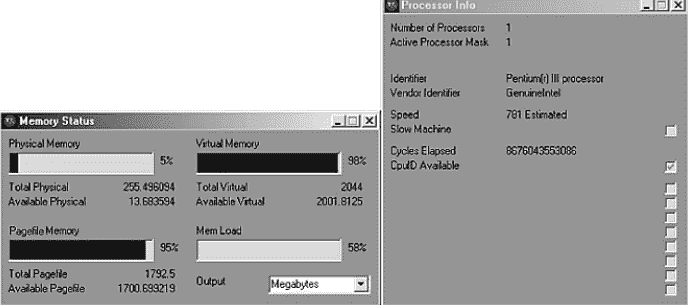 Processor Info
Number of Processors 1
Active Processor Mask 1
Identifier Pentium(r) III processor
Vendor Identifier GenuineIntel
Speed 781 Estimated
Slow Machine
Cycles Elapsed 8676043553086
CpuID Available
Memory Status
Physical Memory Virtual Memory
5% 98%
Total Physical 255.496094 Total Virtual 2044
Available Physical 13.683594 Available Virtual 2001.8125
Pagefile Memory Mem Load
95% 58%
Total Pagefile 1792.5
Available Pagefile 1700.699219
Output Megabytes